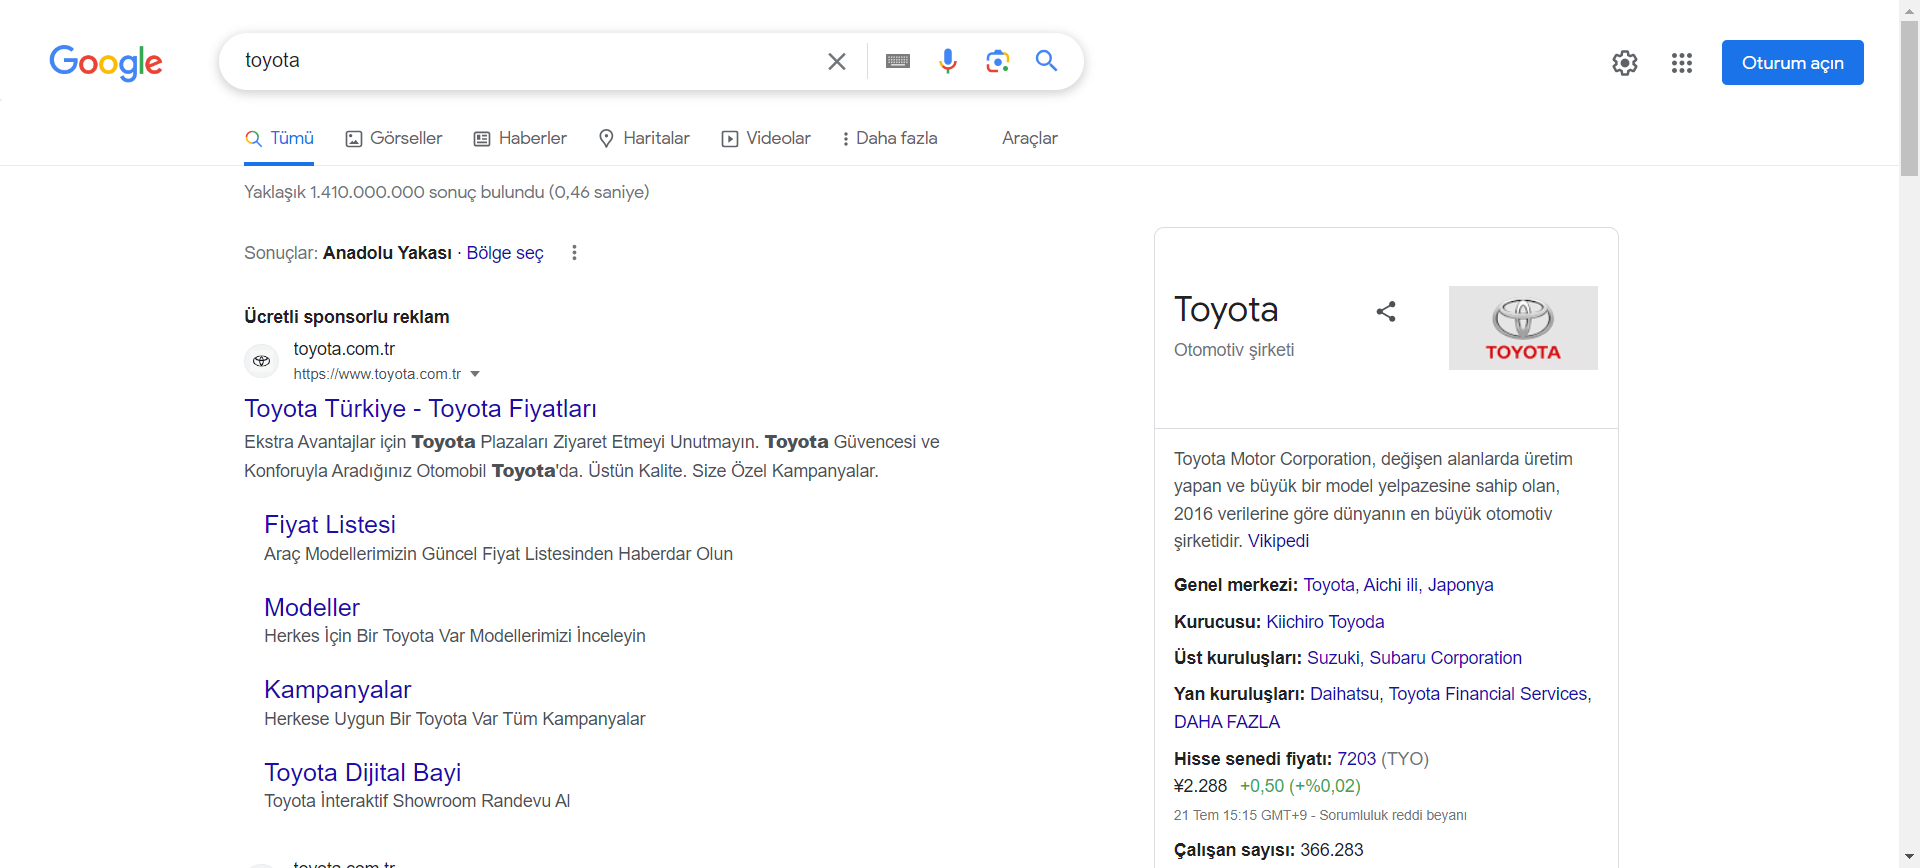 Google
toyota
Oturum açın
Tümü
Görseller
Haberler
Haritalar
Videolar
Daha fazla
Araçlar
Yaklaşık 1.410.000.000 sonuç bulundu (0,46 saniye)
Sonuçlar: Anadolu Yakası · Bölge seç
Ücretli sponsorlu reklam
toyota.com.tr
https://www.toyota.com.tr
Toyota Türkiye - Toyota Fiyatları
Ekstra Avantajlar için Toyota Plazaları Ziyaret Etmeyi Unutmayın. Toyota Güvencesi ve
Konforuyla Aradığınız Otomobil Toyota'da. Üstün Kalite. Size Özel Kampanyalar.
Fiyat Listesi
Araç Modellerimizin Güncel Fiyat Listesinden Haberdar Olun
Modeller
Herkes İçin Bir Toyota Var Modellerimizi İnceleyin
Kampanyalar
Herkese Uygun Bir Toyota Var Tüm Kampanyalar
Toyota Dijital Bayi
Toyota İnteraktif Showroom Randevu Al
toyota.com.tr
Toyota
Otomotiv şirketi
TOYOTA
Toyota Motor Corporation, değişen alanlarda üretim
yapan ve büyük bir model yelpazesine sahip olan,
2016 verilerine göre dünyanın en büyük otomotiv
şirketidir. Vikipedi
Genel merkezi: Toyota, Aichi ili, Japonya
Kurucusu: Kiichiro Toyoda
Üst kuruluşları: Suzuki, Subaru Corporation
Yan kuruluşları: Daihatsu, Toyota Financial Services,
DAHA FAZLA
Hisse senedi fiyatı: 7203 (TYO)
¥2.288 +0,50 (+%0,02)
21 Tem 15:15 GMT+9 - Sorumluluk reddi beyanı
Çalışan sayısı: 366.283